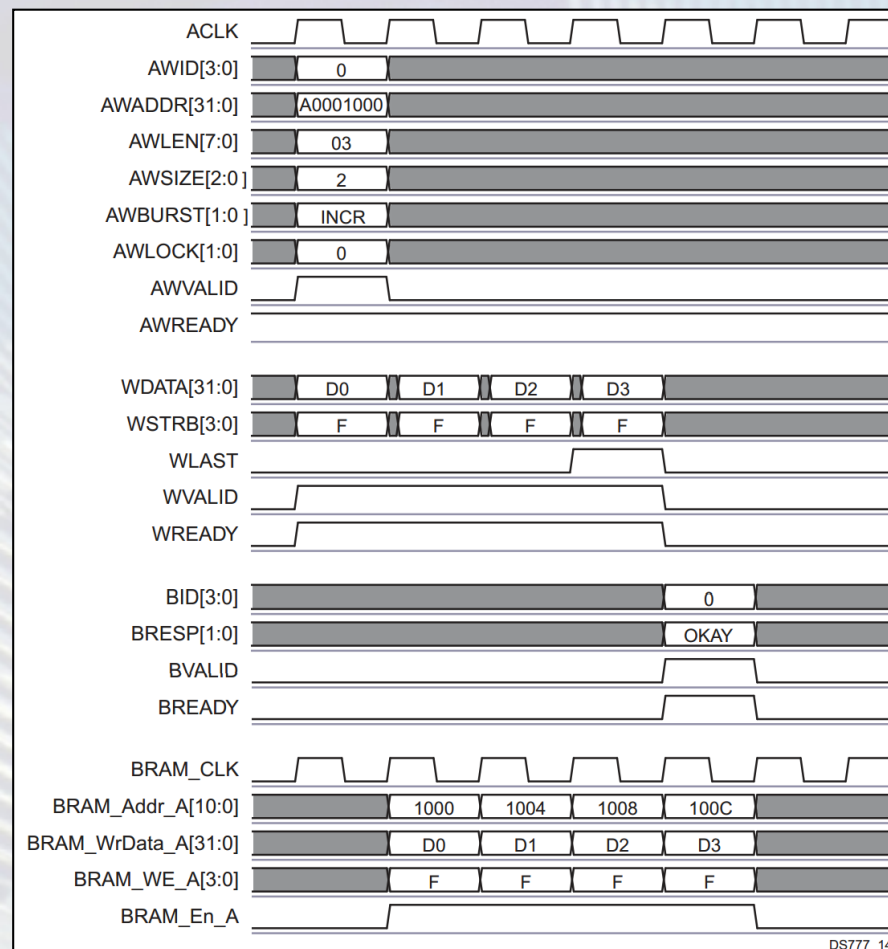 ACLK
AWID[3:0] 0
AWADDR[31:0] A0001000
AWLEN[7:0] 03
AWSIZE[2:0] 2
AWBURST[1:0] INCR
AWLOCK[1:0] 0
AWVALID
AWREADY
WDATA[31:0] D0 D1 D2 D3
WSTRB[3:0] F F F F
WLAST
WVALID
WREADY
BID[3:0] 0
BRESP[1:0] OKAY
BVALID
BREADY
BRAM_CLK
BRAM_Addr_A[10:0] 1000 1004 1008 100C
BRAM_WrData_A[31:0] D0 D1 D2 D3
BRAM_WE_A[3:0] F F F F
BRAM_En_A
DS777_14